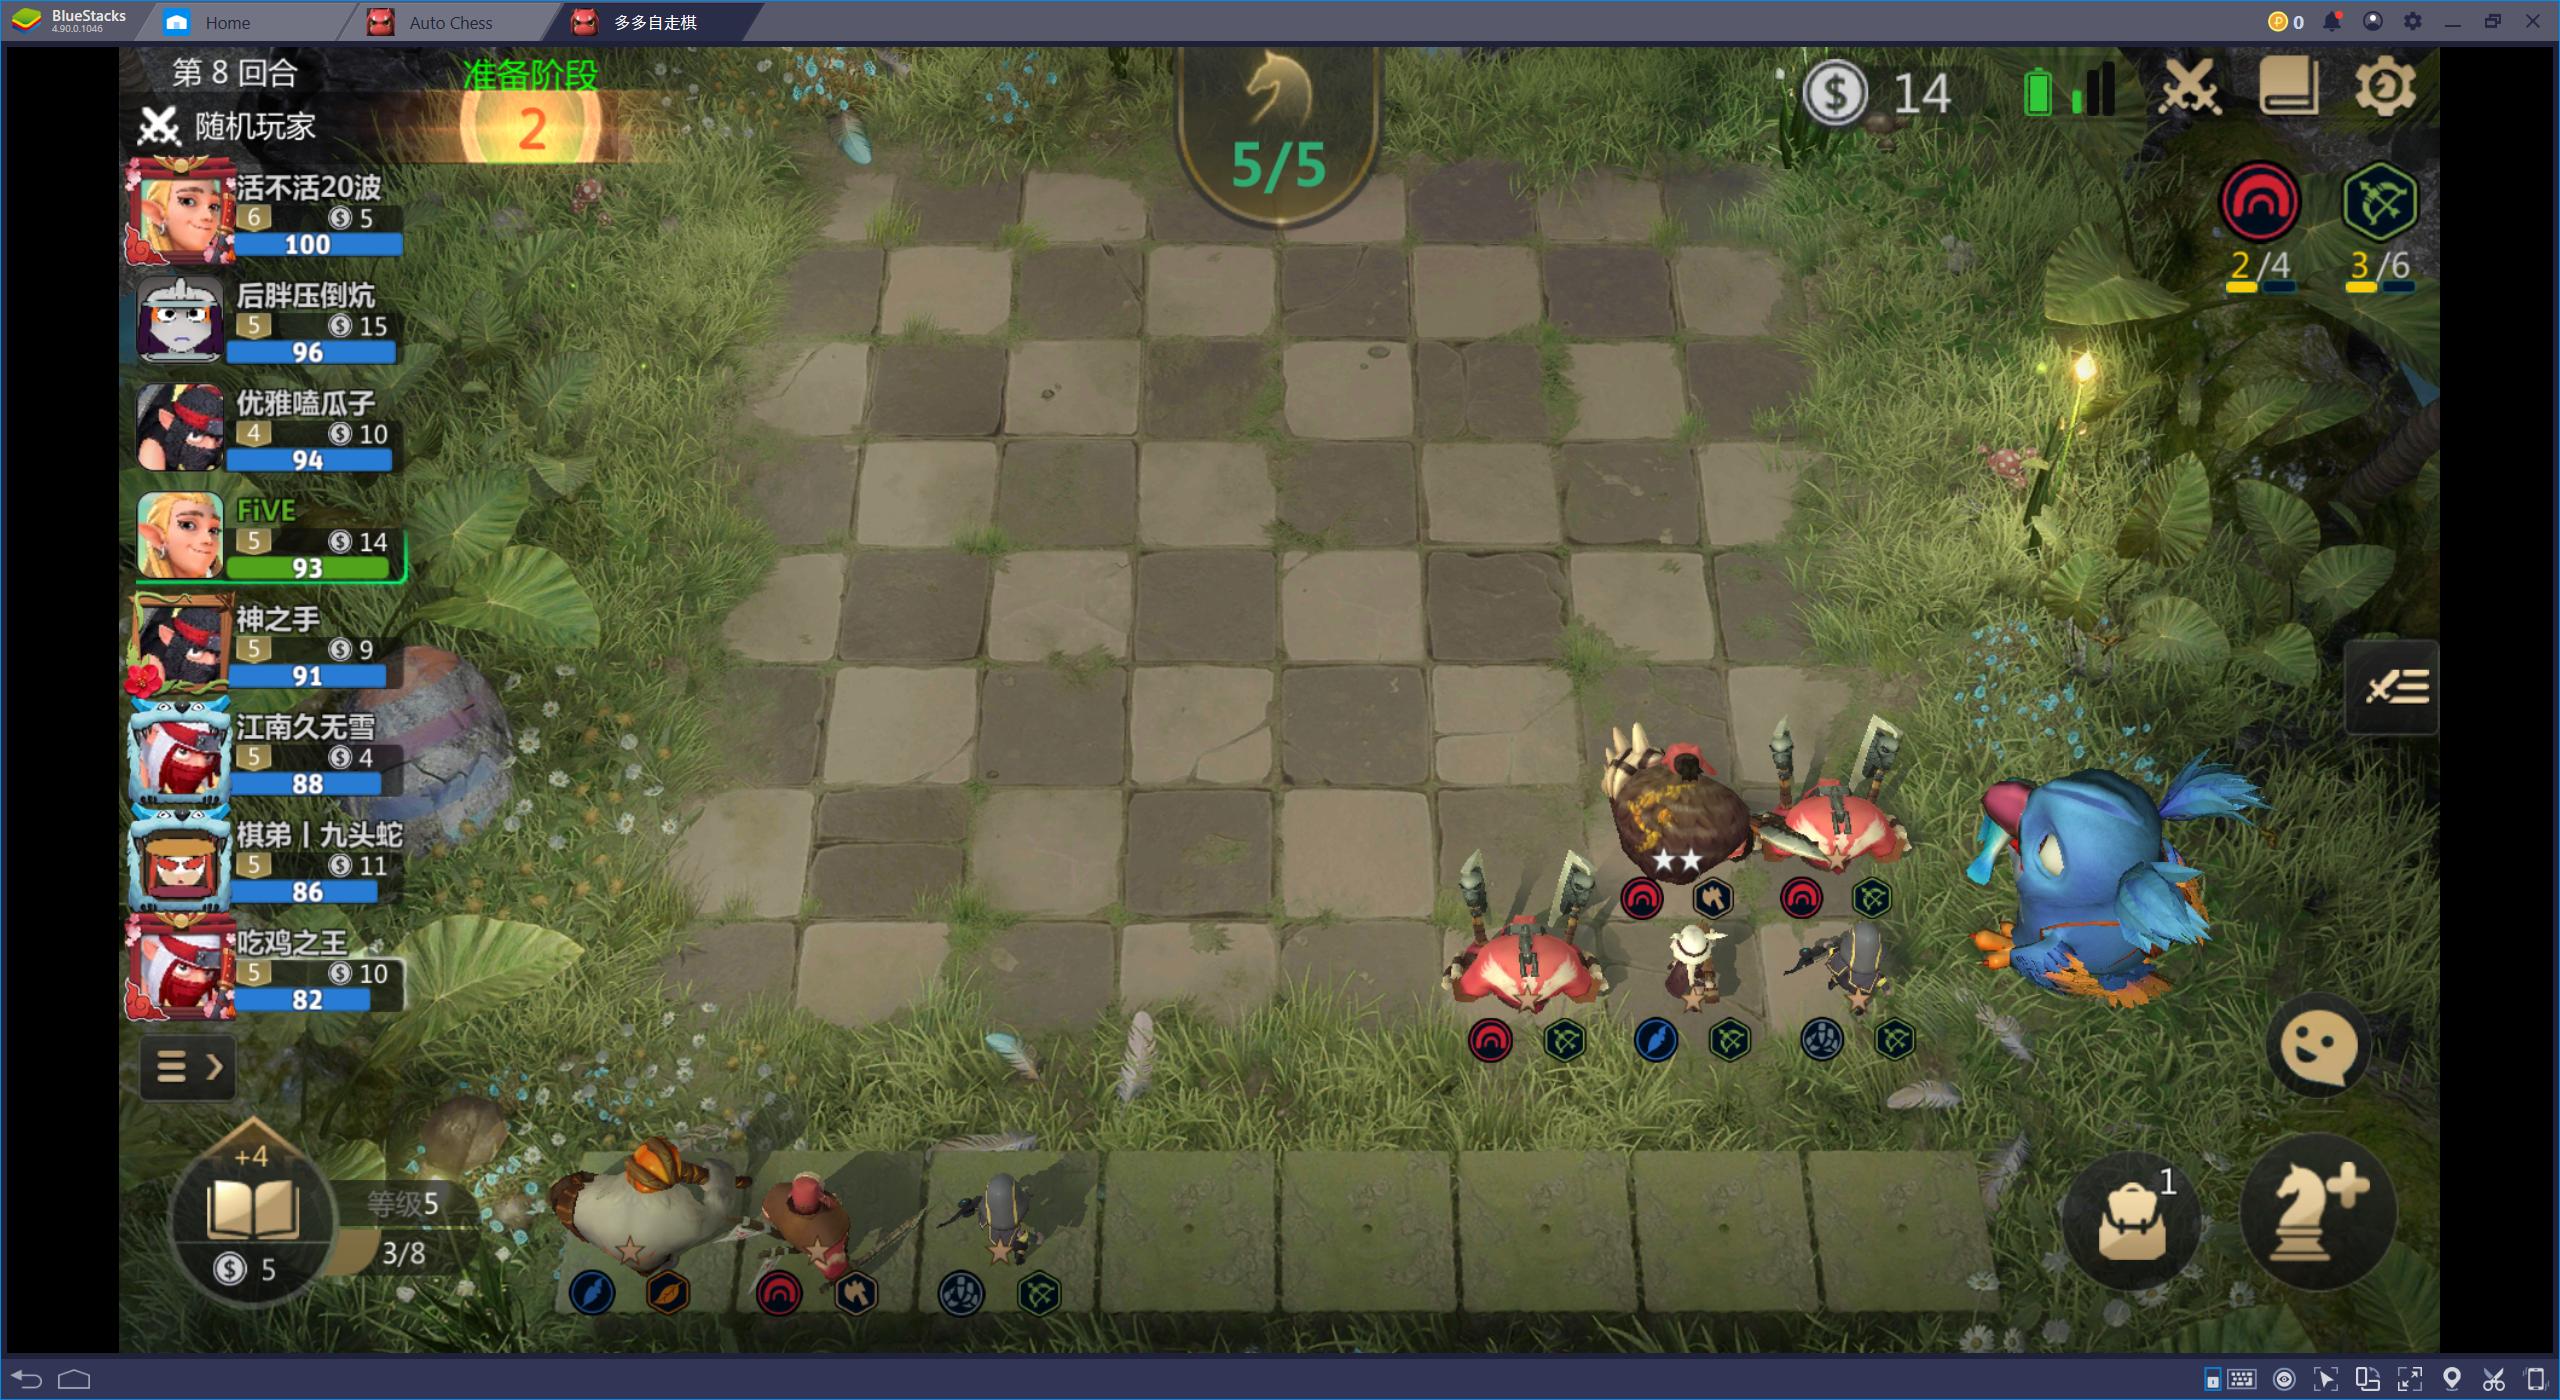 BlueStacks
4.90.0.1046
Home
Auto Chess
多多自走棋
0
第 8 回合
准备阶段
随机玩家
2
5/5
14
2/4
3/6
活不活20波
6
5
100
后胖压倒炕
5
15
96
优雅嗑瓜子
4
10
94
FiVE
5
14
93
神之手
5
9
91
江南久无雪
5
4
88
棋弟丨九头蛇
5
11
86
吃鸡之王
5
10
82
+4
等级5
3/8
5
1